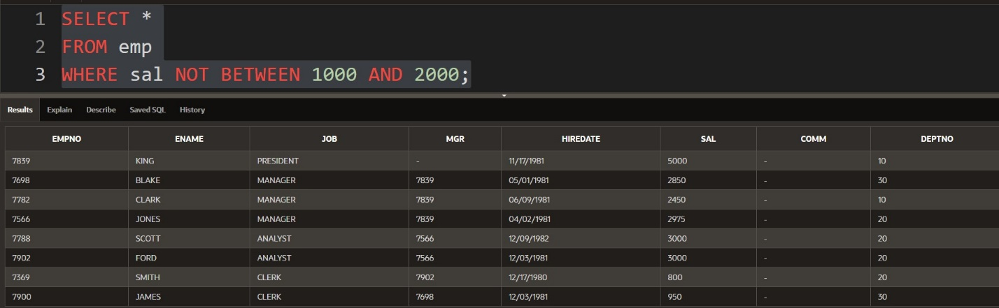 1 SELECT *
2 FROM emp
3 WHERE sal NOT BETWEEN 1000 AND 2000;
Results Explain Describe Saved SQL History
EMPNO ENAME JOB MGR HIREDATE SAL COMM DEPTNO
7839 KING PRESIDENT - 11/17/1981 5000 - 10
7698 BLAKE MANAGER 7839 05/01/1981 2850 - 30
7782 CLARK MANAGER 7839 06/09/1981 2450 - 10
7566 JONES MANAGER 7839 04/02/1981 2975 - 20
7788 SCOTT ANALYST 7566 12/09/1982 3000 - 20
7902 FORD ANALYST 7566 12/03/1981 3000 - 20
7369 SMITH CLERK 7902 12/17/1980 800 - 20
7900 JAMES CLERK 7698 12/03/1981 950 - 30